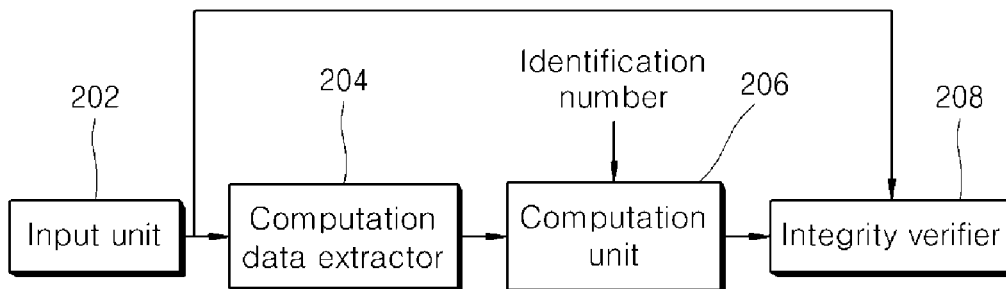 Identification
number
202
204
206
208
Input unit
Computation
data extractor
Computation
unit
Integrity verifier